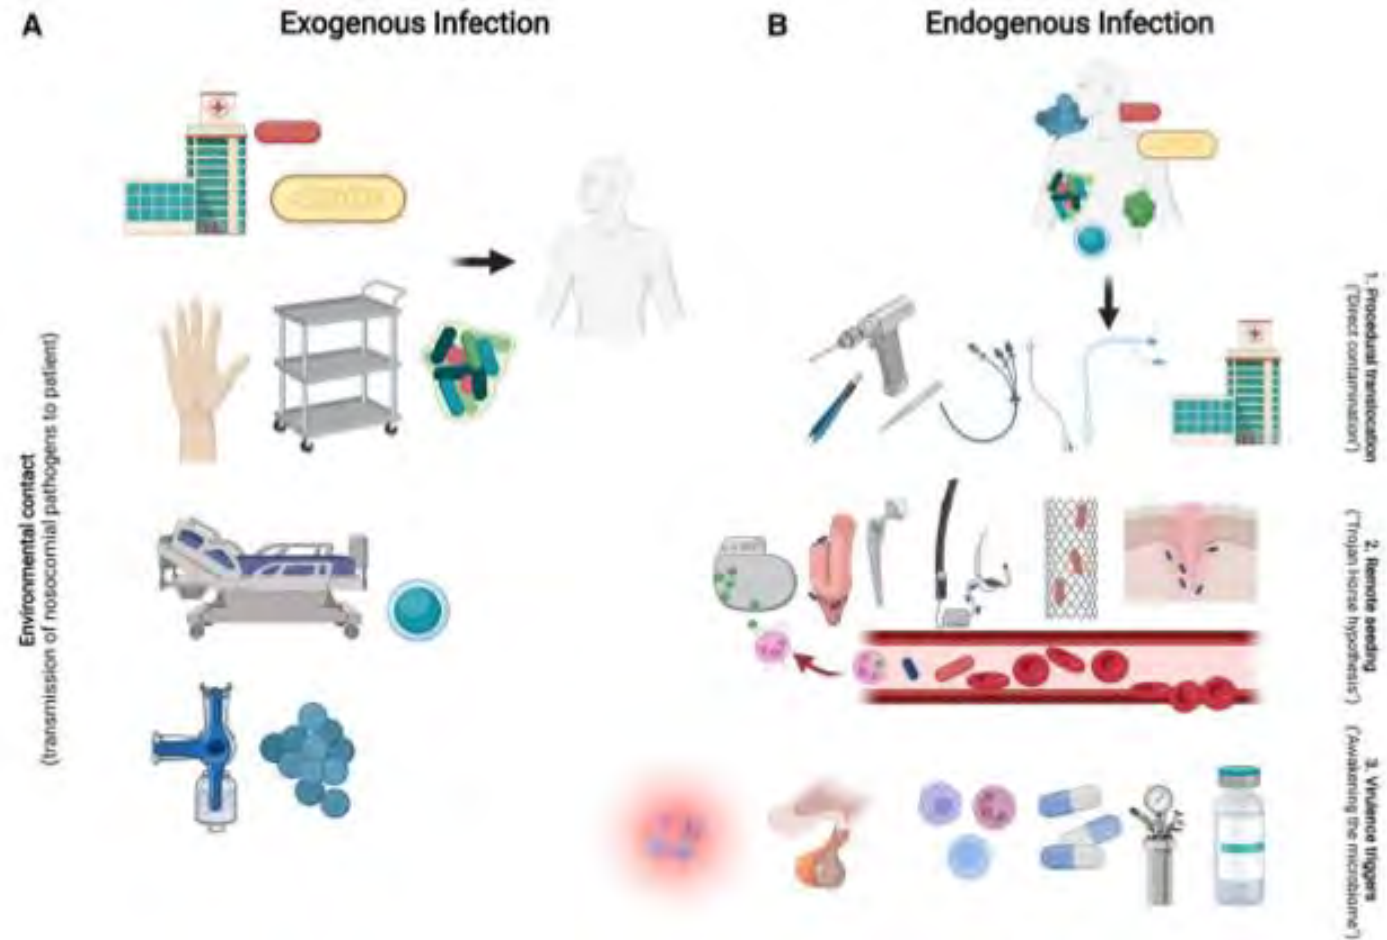 A
Exogenous Infection
B
Endogenous Infection
Environmental contact
(transmission of nosocomial pathogens to patient)
1. Procedural translocation
("Direct contamination")
2. Remote seeding
("Trojan Horse hypothesis")
3. Virulence triggers
("Awakening the microbiome")